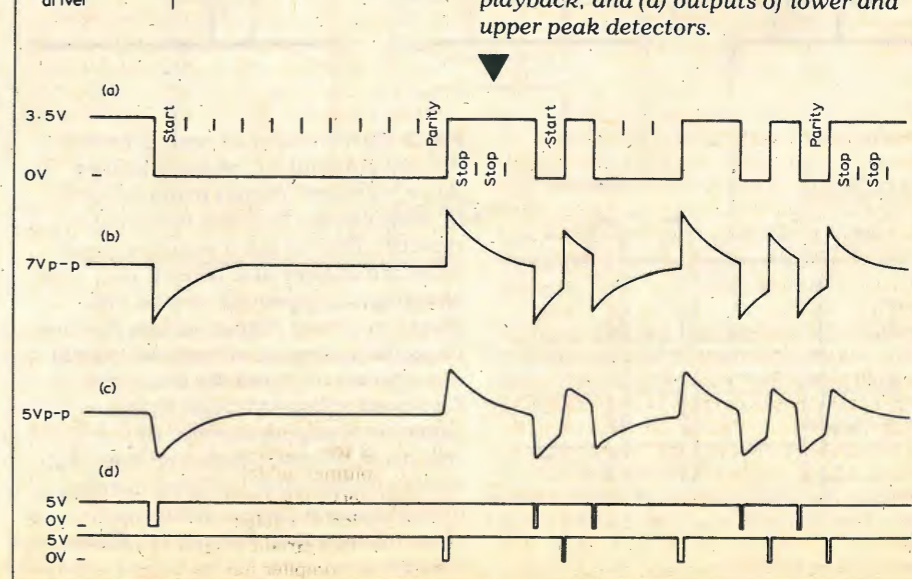 driver
playback, and (d) outputs of lower and
upper peak detectors.
(a)
3.5V
0V
Start
Parity
Stop
Stop
Start
Parity
Stop
Stop
(b)
7Vp-p
(c)
5Vp-p
(d)
5V
0V
5V
0V